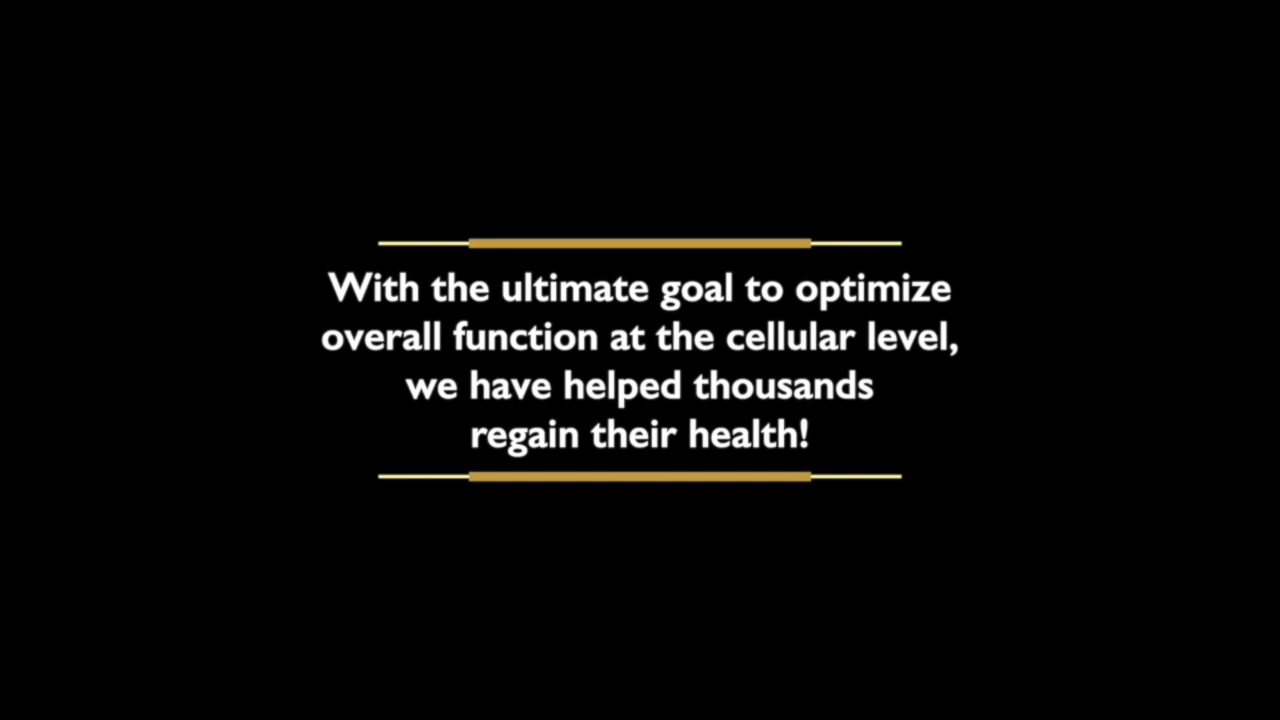 With the ultimate goal to optimize
overall function at the cellular level,
we have helped thousands
regain their health!